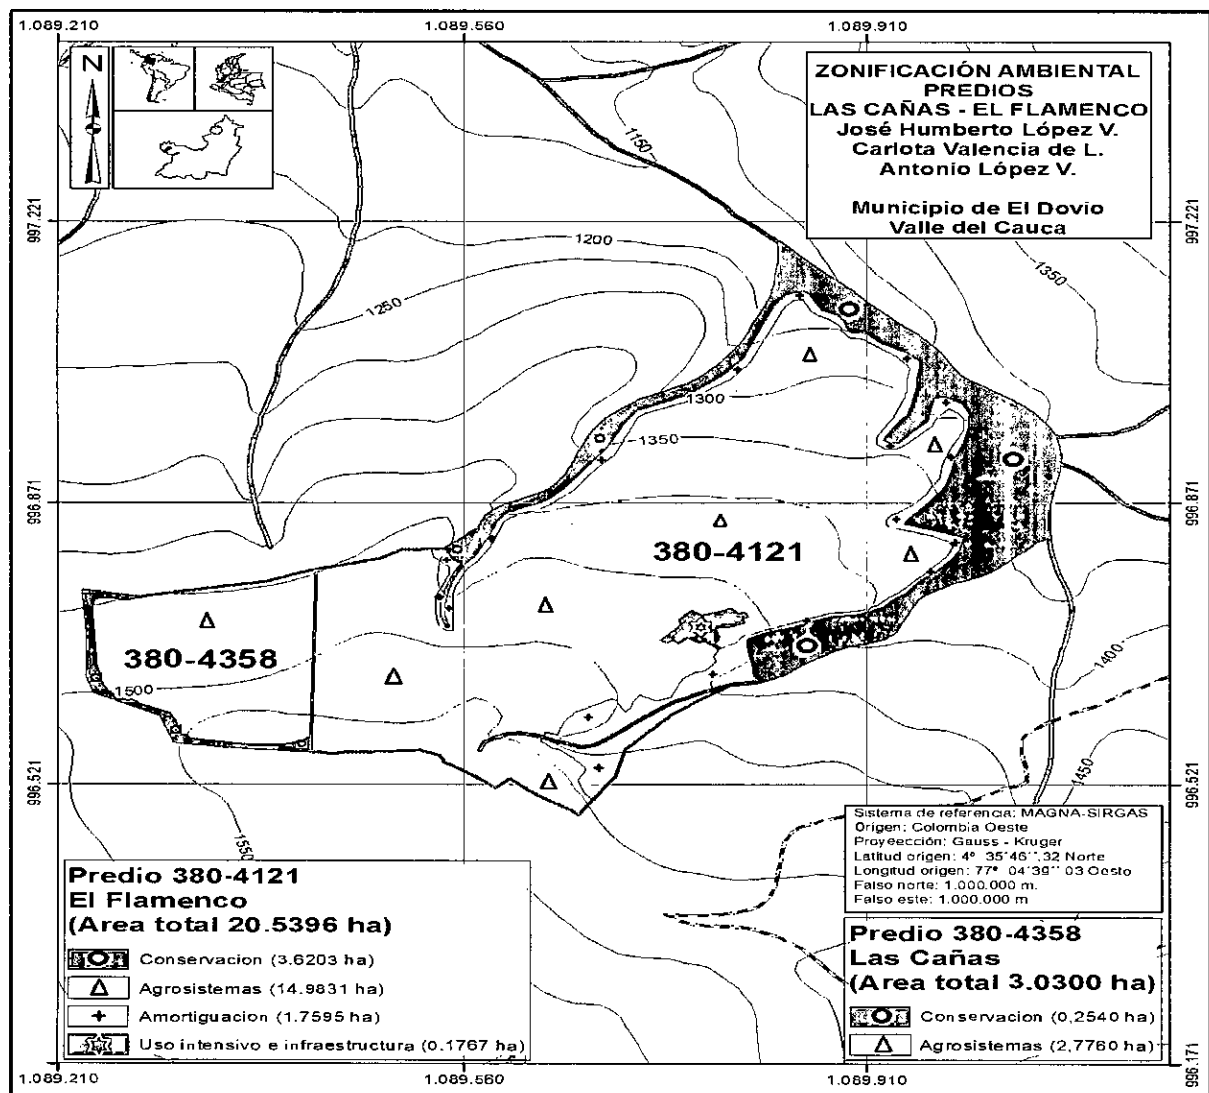 1.089.210
1.089.560
1.089.910
N
ZONIFICACIÓN AMBIENTAL
PREDIOS
LAS CAÑAS - EL FLAMENCO
José Humberto López V.
Carlota Valencia de L.
Antonio López V.
Municipio de El Dovio
Valle del Cauca
1150
997.221
997.221
1200
1350
1250
1300
1350
996.871
996.871
380-4121
380-4358
1500
1400
996.521
996.521
1450
1550
Sistema de referencia: MAGNA-SIRGAS
Origen: Colombia Oeste
Proyeección: Gauss - Kruger
Latitud origen: 4° 35'46'',32 Norte
Longitud origen: 77° 04'39'' 03 Oesto
Falso norte: 1.000.000 m.
Falso este: 1.000.000 m
Predio 380-4121
El Flamenco
(Area total 20.5396 ha)
Conservacion (3.6203 ha)
Agrosistemas (14.9831 ha)
Amortiguacion (1.7595 ha)
Uso intensivo e infraestructura (0.1767 ha)
Predio 380-4358
Las Cañas
(Area total 3.0300 ha)
Conservacion (0,2540 ha)
Agrosistemas (2,7760 ha)
996.171
1.089.210
1.089.560
1.089.910